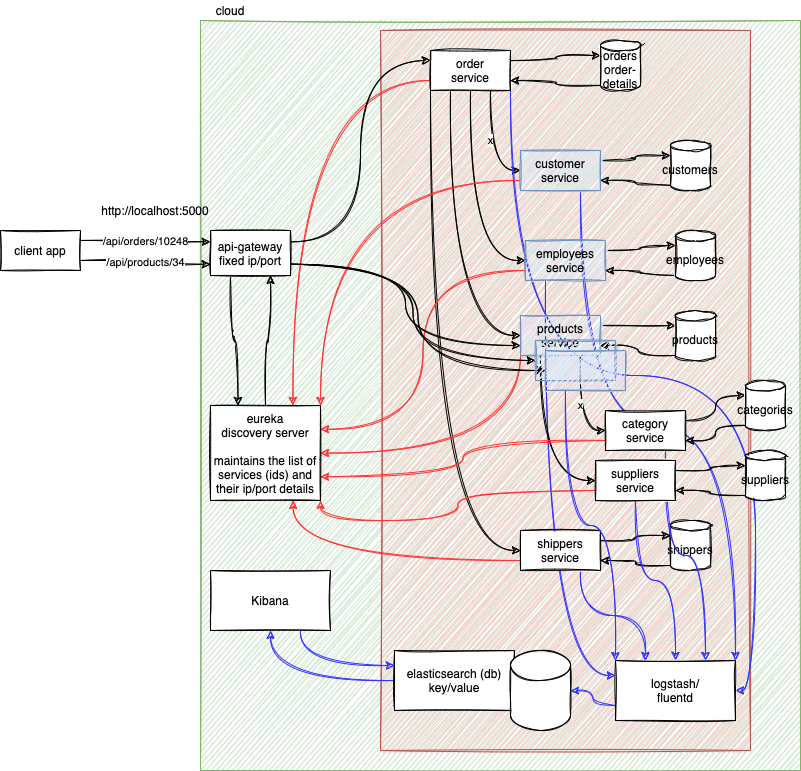 cloud
order
service
orders
order-
details
x
customer
service
customers
http://localhost:5000
client app
/api/orders/10248
/api/products/34
api-gateway
fixed ip/port
employees
service
employees
products
service
products
x
eureka
discovery server
maintains the list of
services (ids) and
their ip/port details
category
service
categories
suppliers
service
suppliers
shippers
service
shippers
Kibana
elasticsearch (db)
key/value
logstash/
fluentd